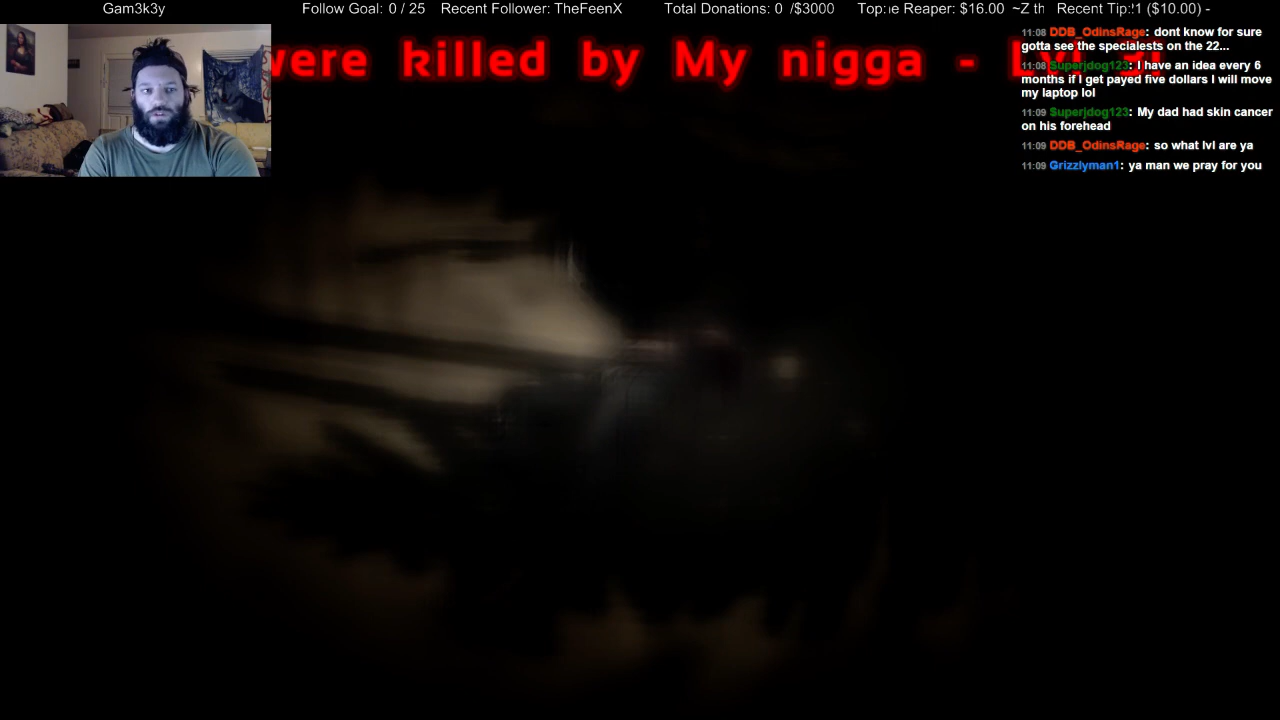 Gam3k3y
Follow Goal: 0 / 25
Recent Follower: TheFeenX
Total Donations: 0 /$3000
Top: e Reaper: $16.00 ~Z th
Recent Tip: !1 ($10.00) -
were killed by My nigga -
11:08 DDB_OdinsRage: dont know for sure
gotta see the specialests on the 22...
11:08 Superjdog123: I have an idea every 6
months if I get payed five dollars I will move
my laptop lol
11:09 Superjdog123: My dad had skin cancer
on his forehead
11:09 DDB_OdinsRage: so what lvl are ya
11:09 Grizzlyman1: ya man we pray for you